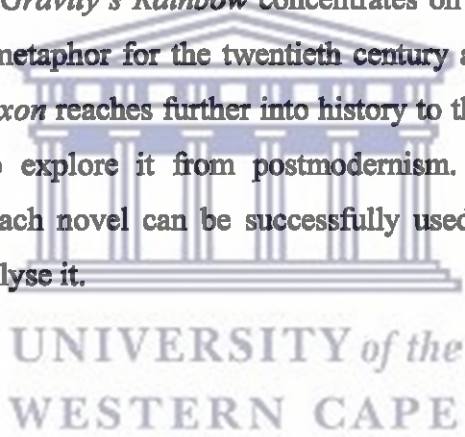 Gravity's Rainbow concentrates on
metaphor for the twentieth century a
xon reaches further into history to th
explore it from postmodernism.
ach novel can be successfully used
lyse it.
UNIVERSITY of the
WESTERN CAPE